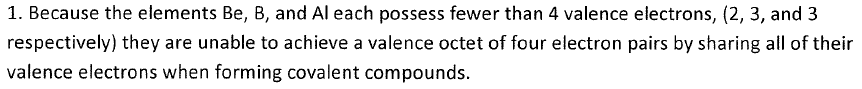 1. Because the elements Be, B, and Al each possess fewer than 4 valence electrons, (2, 3, and 3
respectively) they are unable to achieve a valence octet of four electron pairs by sharing all of their
valence electrons when forming covalent compounds.